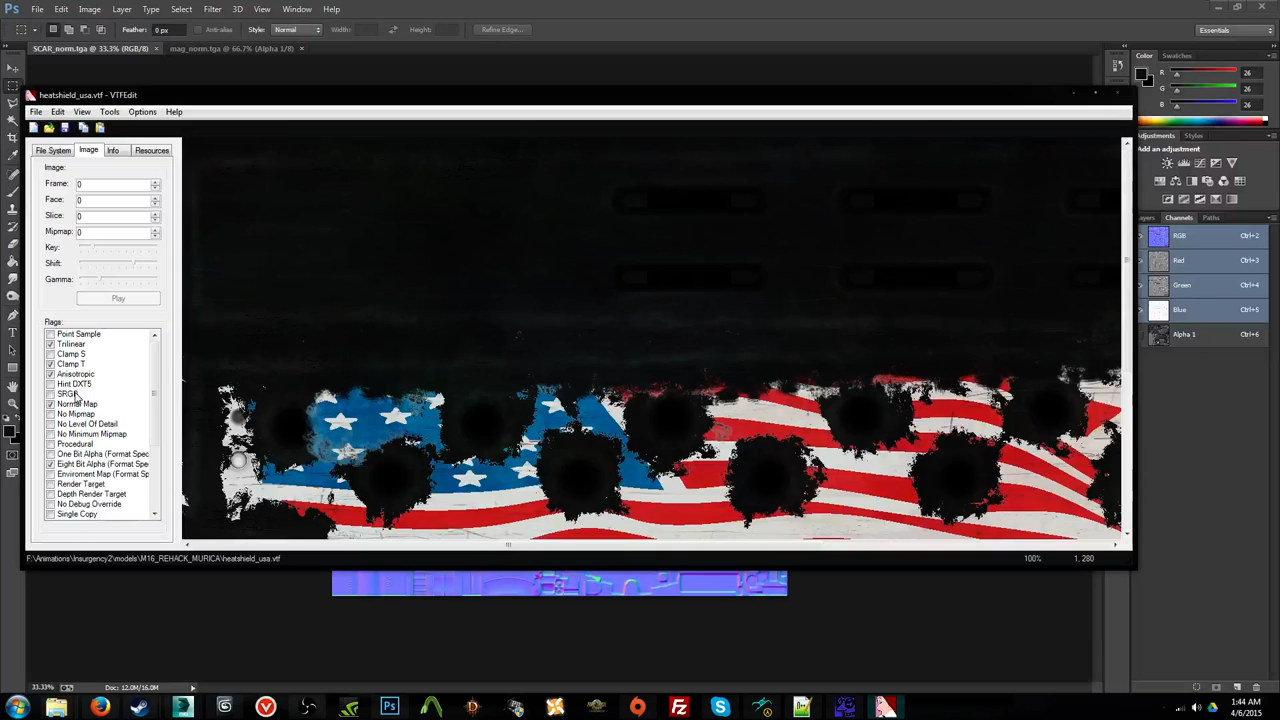 Ps File Edit Image Layer Type Select Filter 3D View Window Help
Feather: 0 px Anti-alias Style: Normal Width: Height: Refine Edge... Essentials
SCAR_norm.tga @ 33.3% (RGB/8) × mag_norm.tga @ 66.7% (Alpha 1/8) ×
Color Swatches
R 26
G 26
B 26
Adjustments Styles
Add an adjustment
Layers Channels Paths
RGB Ctrl+2
Red Ctrl+3
Green Ctrl+4
Blue Ctrl+5
Alpha 1 Ctrl+6
heatshield_usa.vtf - VTFEdit
File Edit View Tools Options Help
File System Image Info Resources
Image:
Frame: 0
Face: 0
Slice: 0
Mipmap: 0
Key:
Shift:
Gamma:
Play
Flags:
Point Sample
Trilinear
Clamp S
Clamp T
Anisotropic
Hint DXT5
SRGB
Normal Map
No Mipmap
No Level Of Detail
No Minimum Mipmap
Procedural
One Bit Alpha (Format Spec
Eight Bit Alpha (Format Spe
Enviroment Map (Format Sp
Render Target
Depth Render Target
No Debug Override
Single Copy
F:\Animations\Insurgency2\models\M16_REHACK_MURICA\heatshield_usa.vtf 100% 1, 280
33.33% Doc: 12.0M/16.0M
1:44 AM
4/6/2015